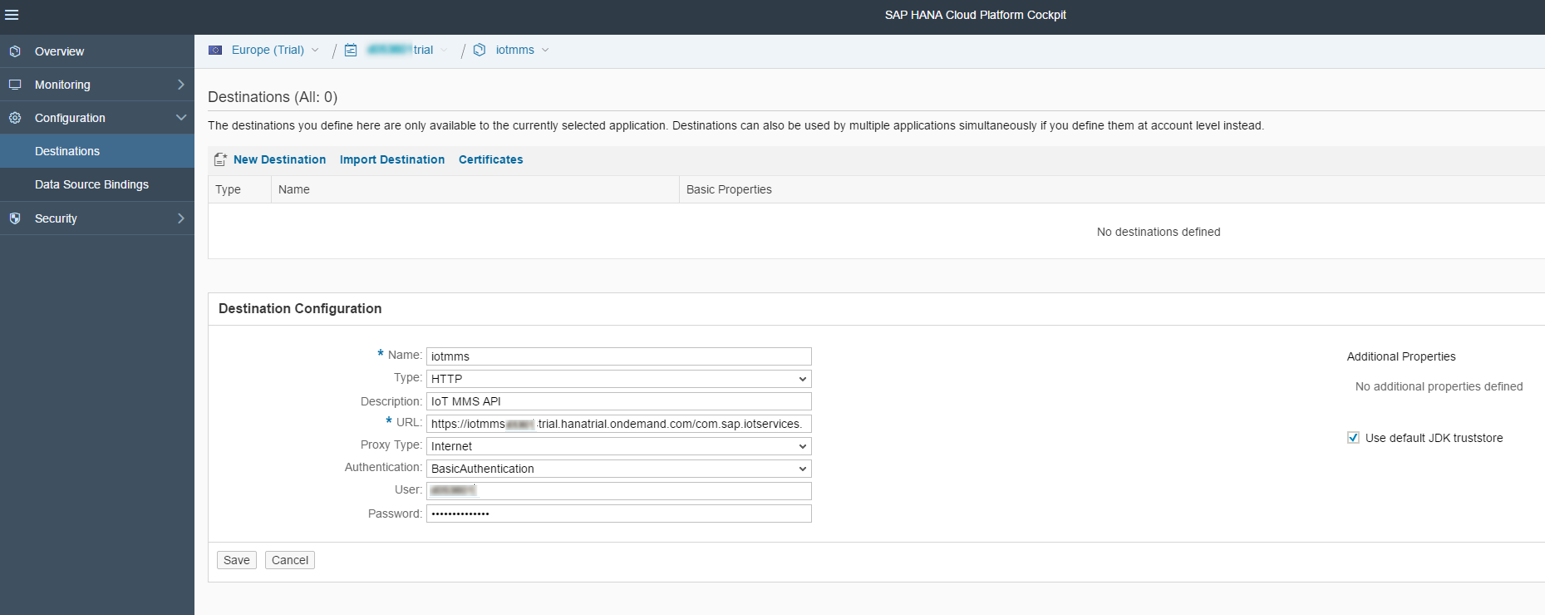 SAP HANA Cloud Platform Cockpit
Overview
Monitoring
Configuration
Destinations
Data Source Bindings
Security
Europe (Trial) / trial / iotmms
Destinations (All: 0)
The destinations you define here are only available to the currently selected application. Destinations can also be used by multiple applications simultaneously if you define them at account level instead.
New Destination Import Destination Certificates
Type Name Basic Properties
No destinations defined
Destination Configuration
* Name: iotmms
Type: HTTP
Description: IoT MMS API
* URL: https://iotmms trial.hanatrial.ondemand.com/com.sap.iotservices.
Proxy Type: Internet
Authentication: BasicAuthentication
User:
Password: ••••••••••••••
Additional Properties
No additional properties defined
Use default JDK truststore
Save Cancel